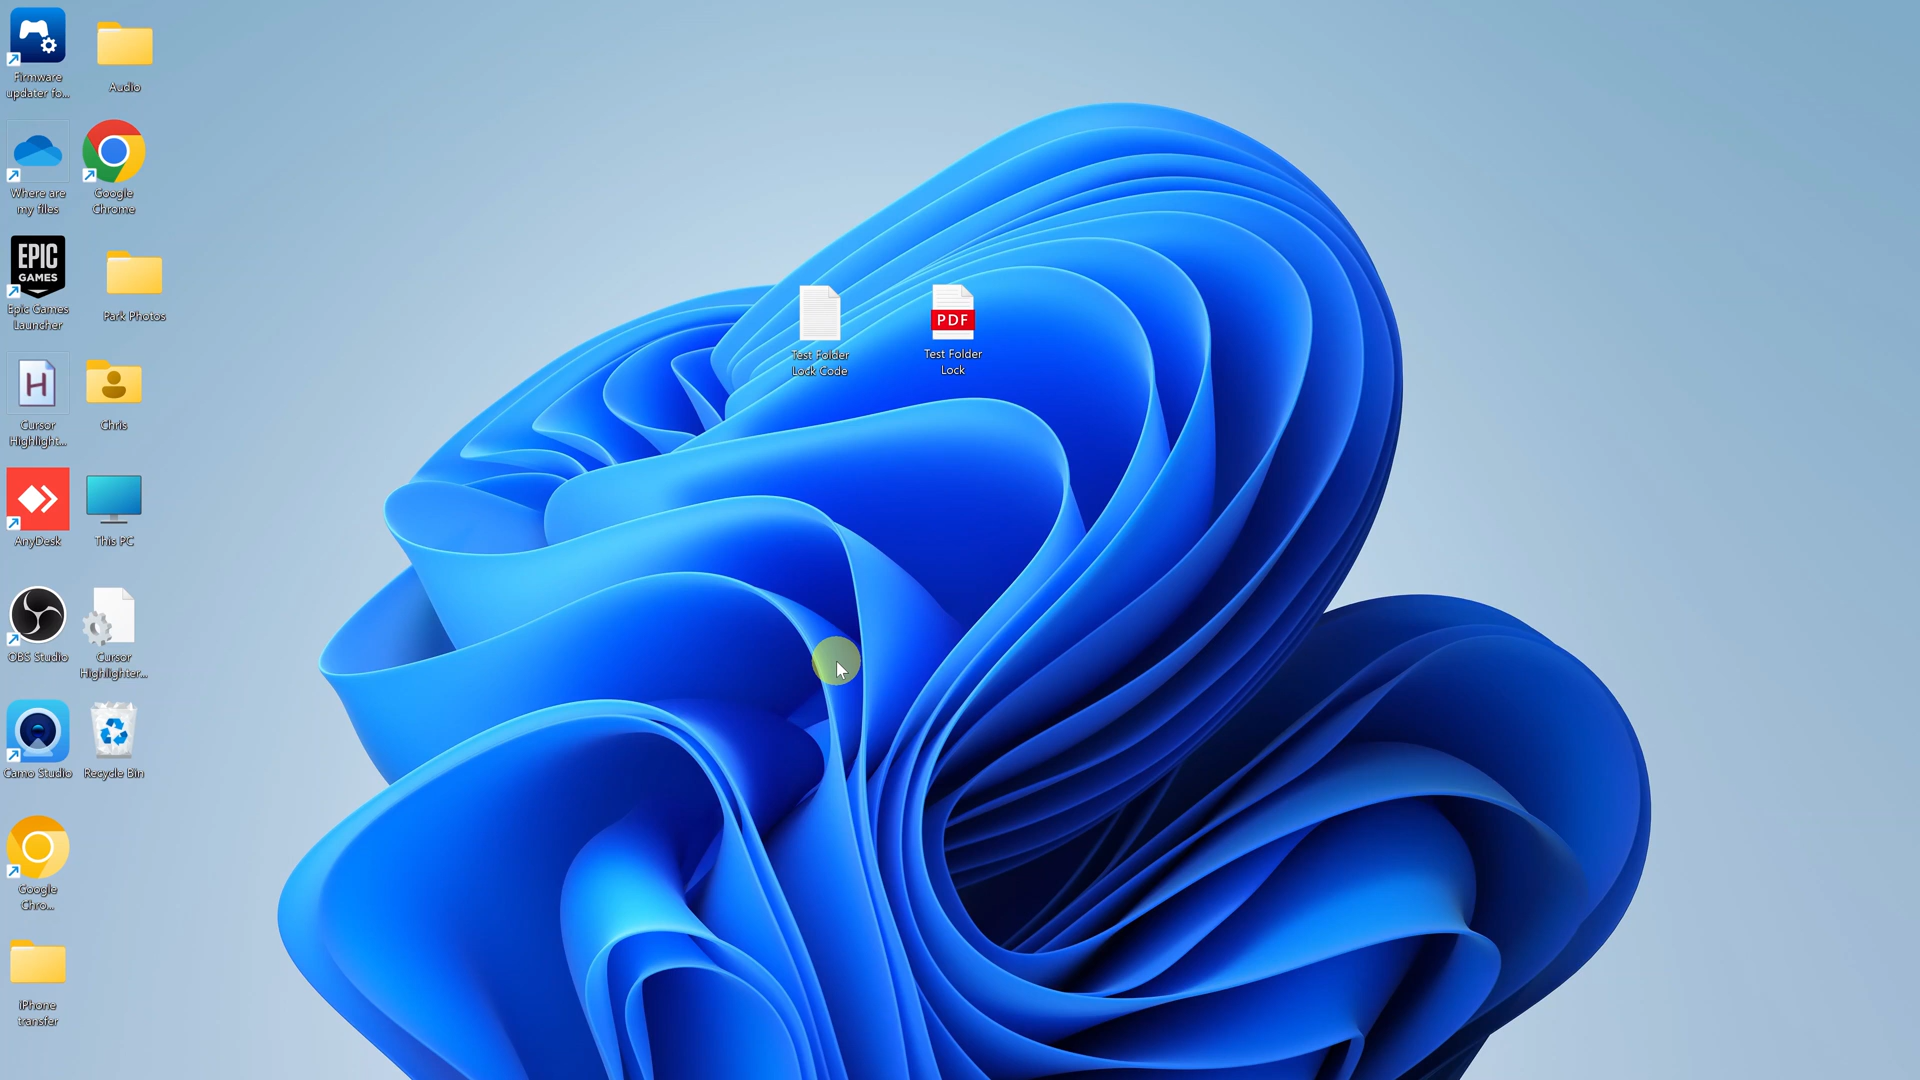 Firmware
updater fo...
Audio
Where are
my files
Google
Chrome
EPIC
GAMES
Epic Games
Launcher
Park Photos
Test Folder
Lock Code
PDF
Test Folder
Lock
H
Cursor
Highlight...
Chris
AnyDesk
This PC
OBS Studio
Cursor
Highlighter...
Camo Studio
Recycle Bin
Google
Chro...
iPhone
transfer